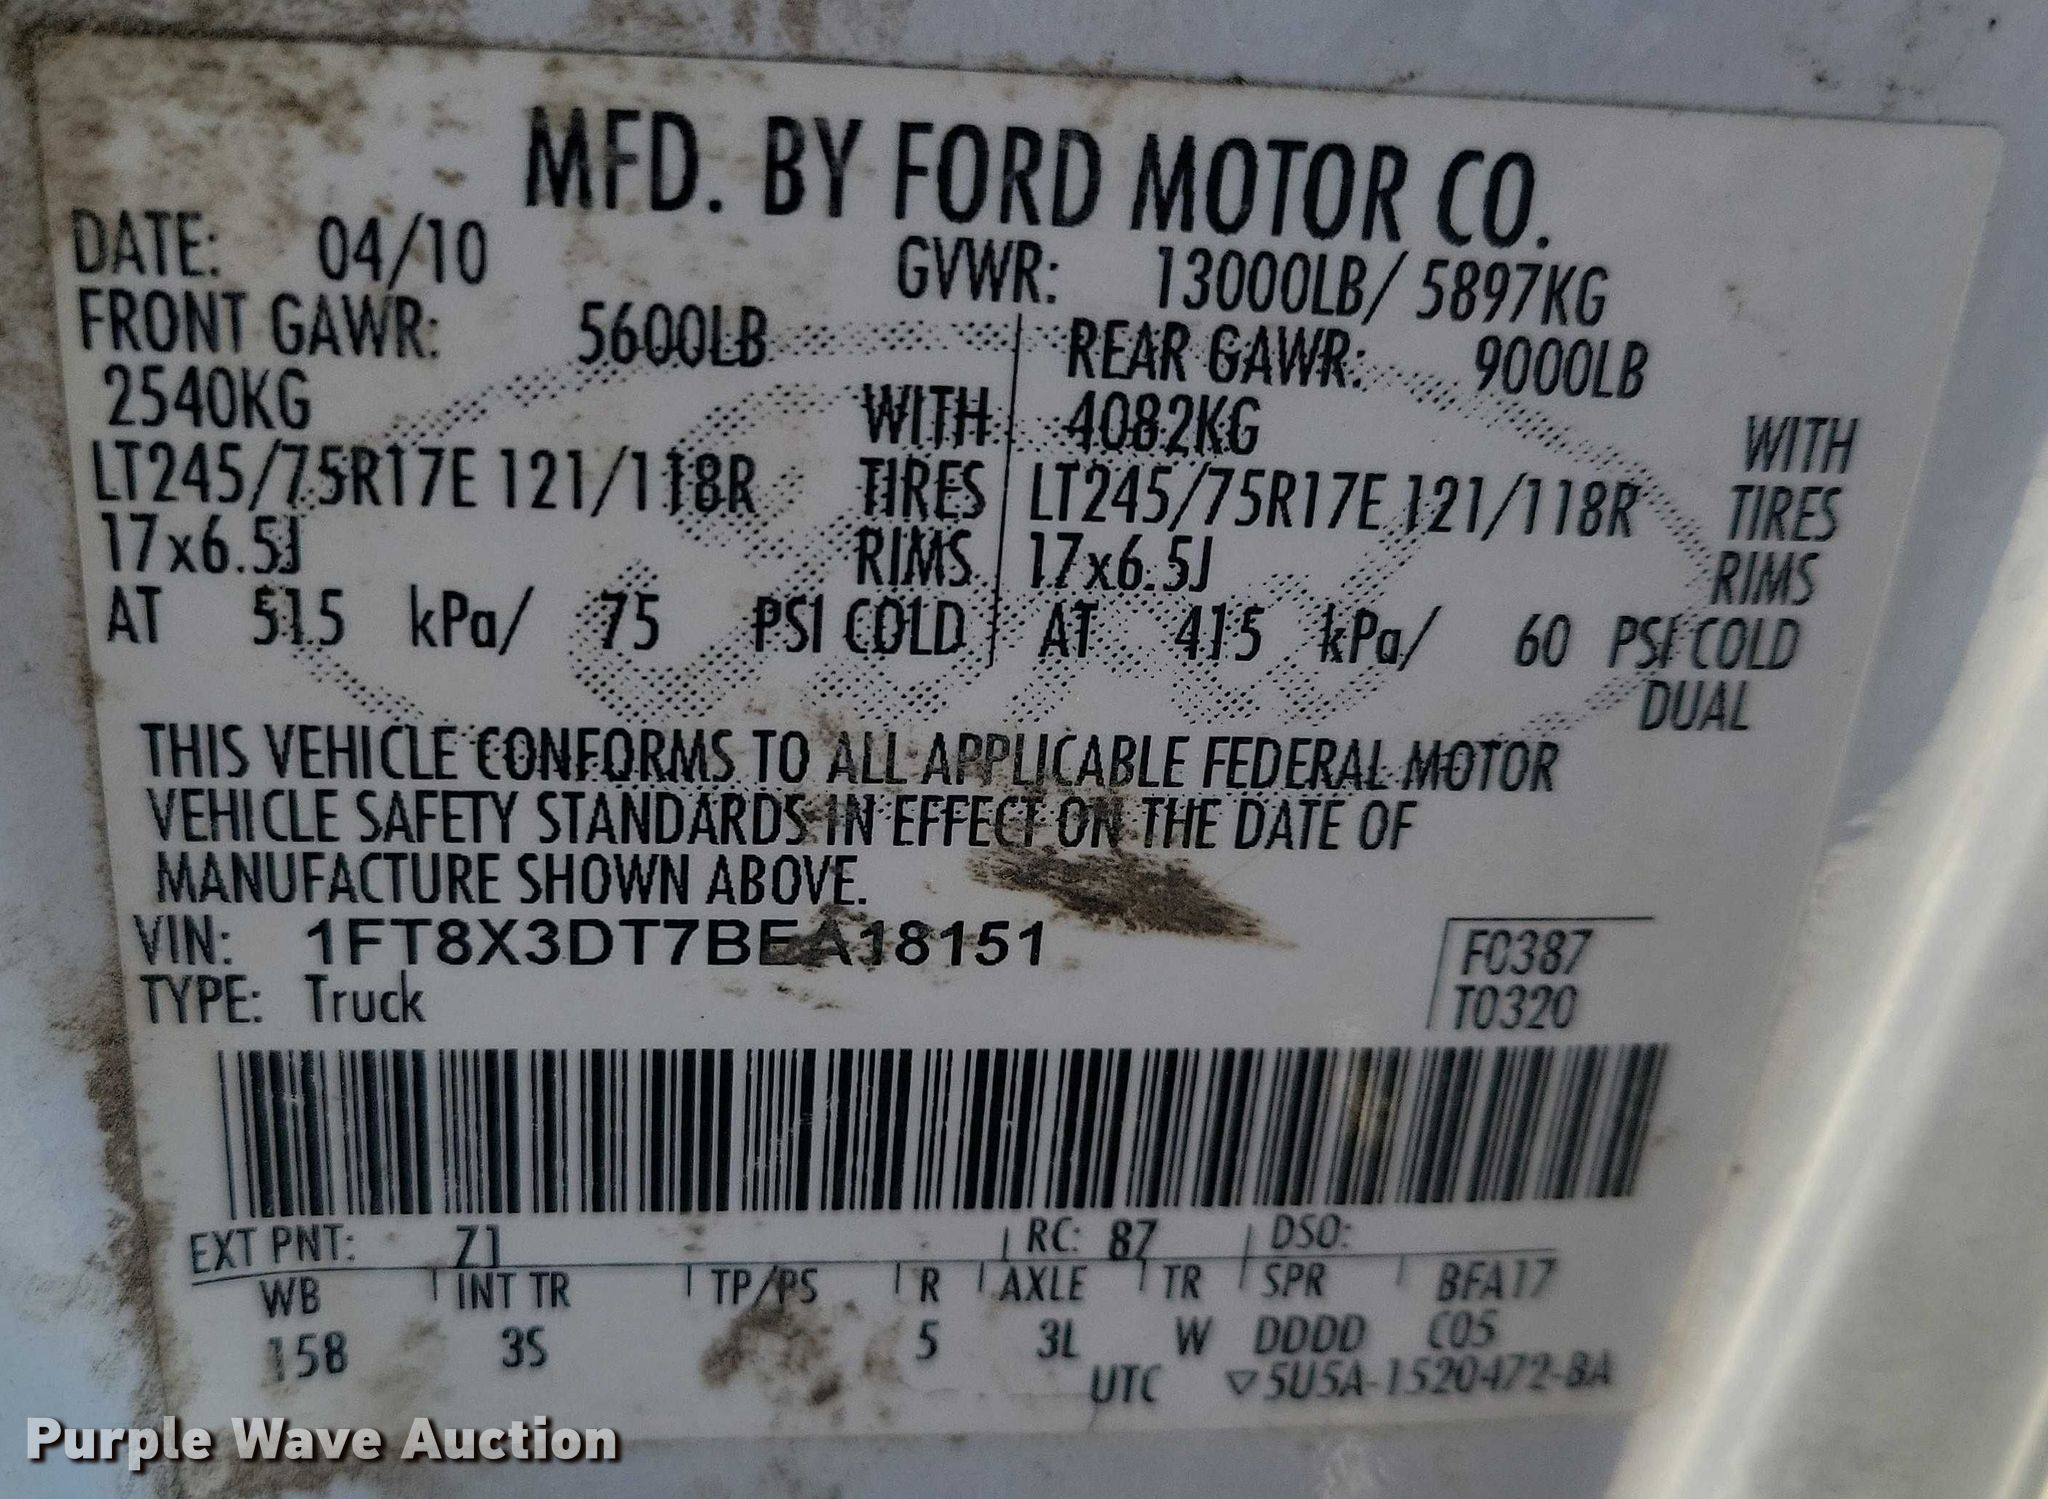 MFD. BY FORD MOTOR CO.
DATE: 04/10 GVWR: 13000LB/ 5897KG
FRONT GAWR: 5600LB REAR GAWR: 9000LB
2540KG WITH 4082KG WITH
LT245/75R17E 121/118R TIRES LT245/75R17E 121/118R TIRES
17x6.5J RIMS 17x6.5J RIMS
AT 515 kPa/ 75 PSI COLD AT 415 kPa/ 60 PSI COLD
DUAL
THIS VEHICLE CONFORMS TO ALL APPLICABLE FEDERAL MOTOR
VEHICLE SAFETY STANDARDS IN EFFECT ON THE DATE OF
MANUFACTURE SHOWN ABOVE.
VIN: 1FT8X3DT7BEA18151 FC387
TYPE: Truck T0320
EXT PNT: Z1 RC: 87 DSO:
WB INT TR TP/PS R AXLE TR SPR BFA17
158 3S 5 3L W DDDD C05
UTC ▽5U5A-1520472-BA
Purple Wave Auction